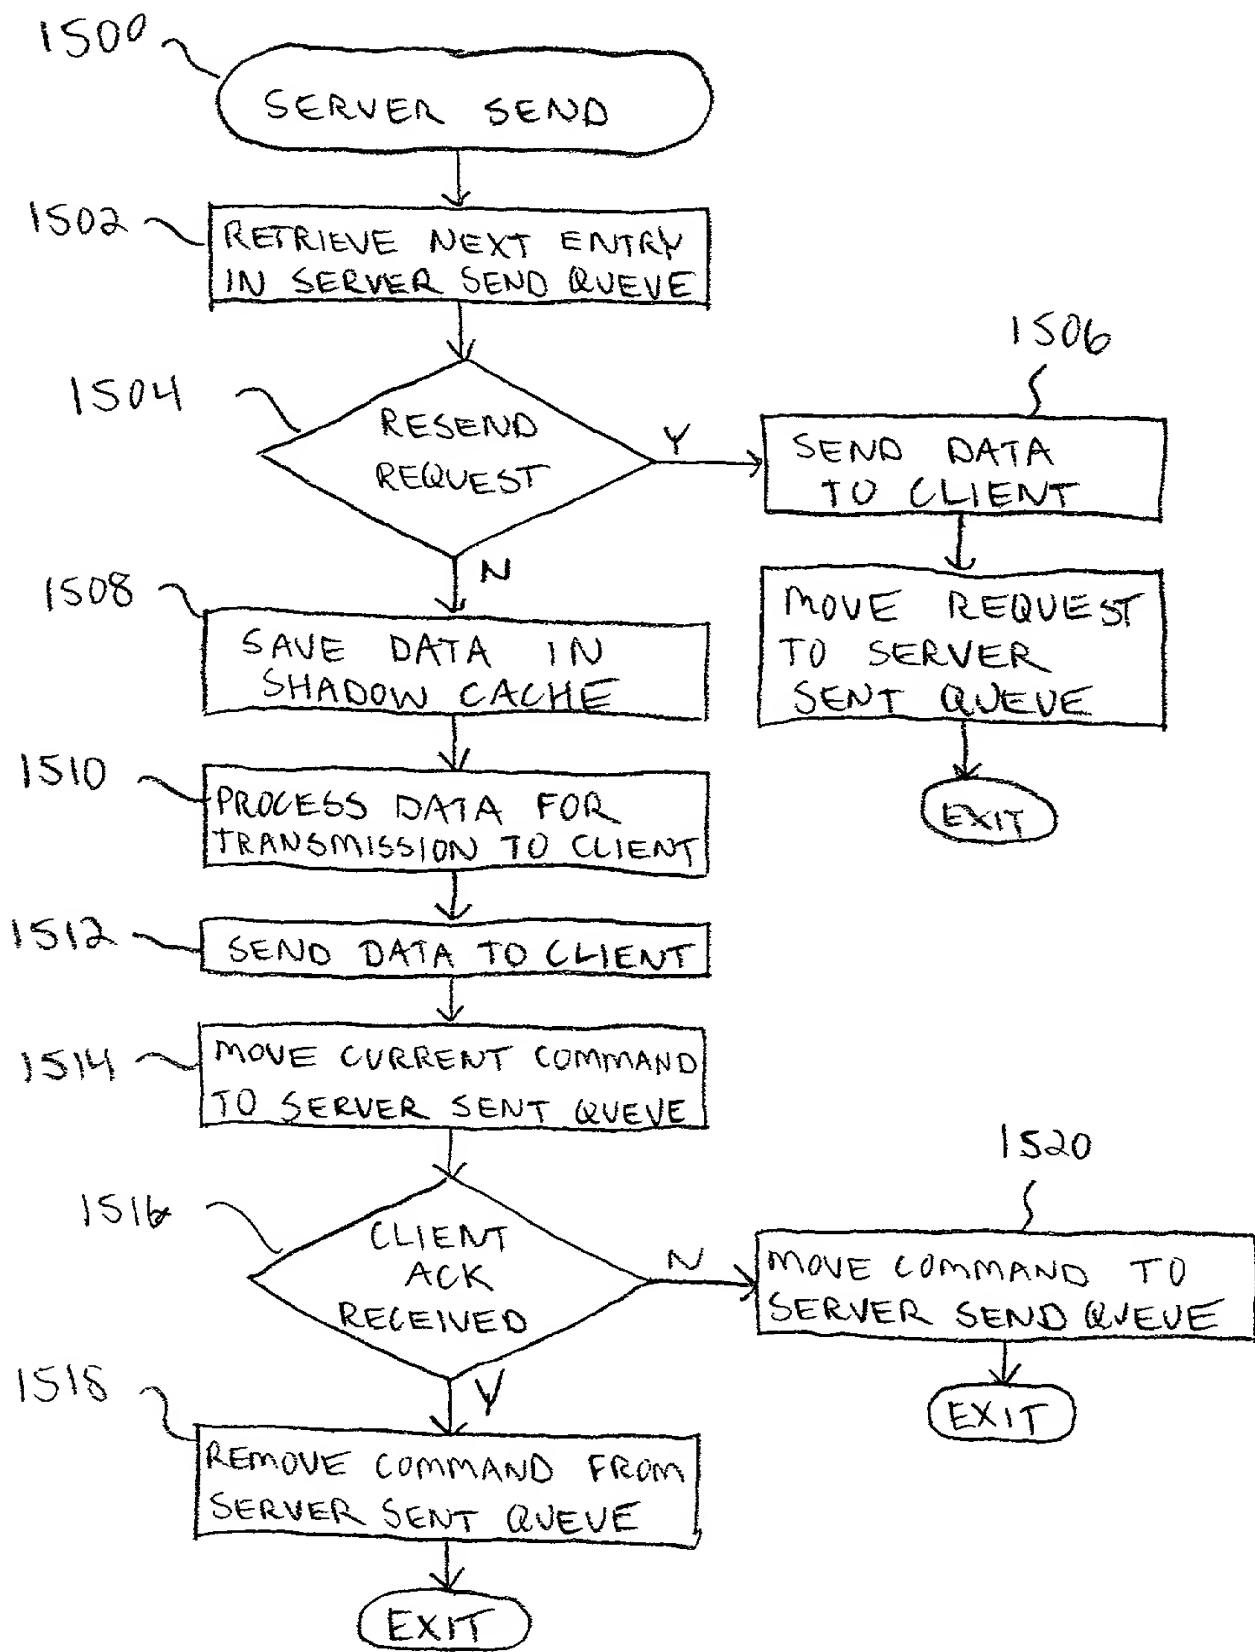 1500
SERVER SEND
1502
RETRIEVE NEXT ENTRY
IN SERVER SEND QUEUE
1504
RESEND
REQUEST
Y
N
1506
SEND DATA
TO CLIENT
MOVE REQUEST
TO SERVER
SENT QUEUE
EXIT
1508
SAVE DATA IN
SHADOW CACHE
1510
PROCESS DATA FOR
TRANSMISSION TO CLIENT
1512
SEND DATA TO CLIENT
1514
MOVE CURRENT COMMAND
TO SERVER SENT QUEUE
1516
CLIENT
ACK
RECEIVED
N
Y
1520
MOVE COMMAND TO
SERVER SEND QUEUE
EXIT
1518
REMOVE COMMAND FROM
SERVER SENT QUEUE
EXIT